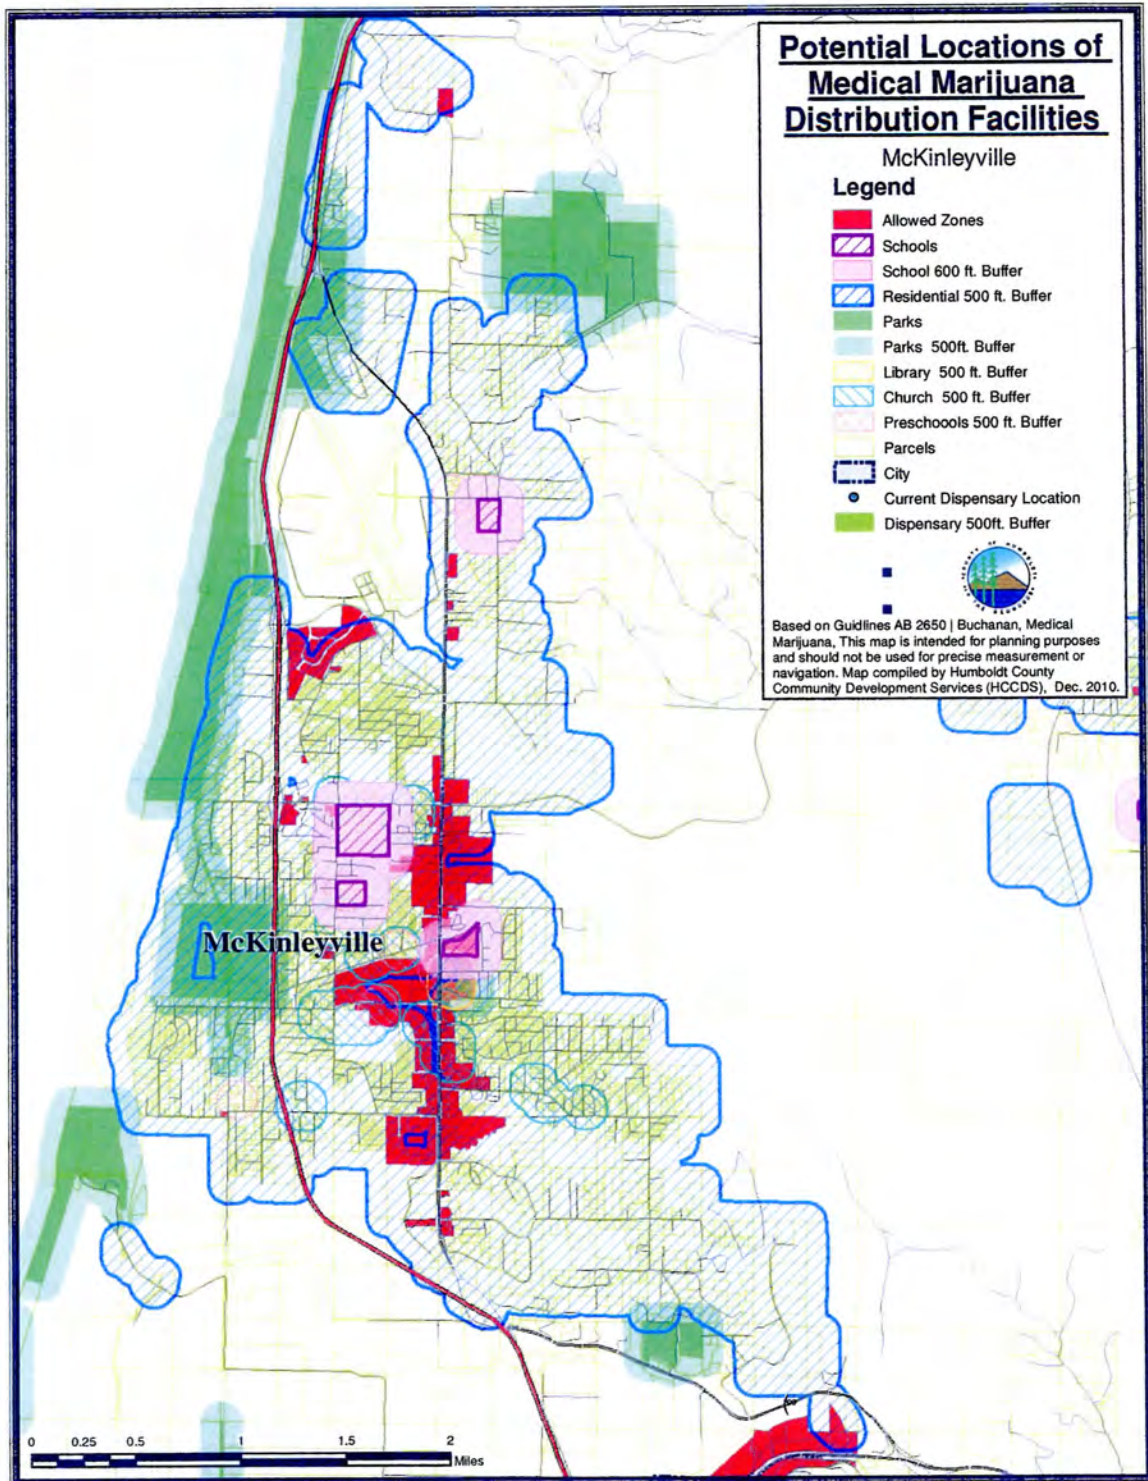 Potential Locations of
Medical Marijuana
Distribution Facilities
McKinleyville
Legend
Allowed Zones
Schools
School 600 ft. Buffer
Residential 500 ft. Buffer
Parks
Parks 500ft. Buffer
Library 500 ft. Buffer
Church 500 ft. Buffer
Preschoools 500 ft. Buffer
Parcels
City
Current Dispensary Location
Dispensary 500ft. Buffer
Based on Guidlines AB 2650 | Buchanan, Medical
Marijuana, This map is intended for planning purposes
and should not be used for precise measurement or
navigation. Map compiled by Humboldt County
Community Development Services (HCCDS), Dec. 2010.
McKinleyville
0 0.25 0.5 1 1.5 2
Miles